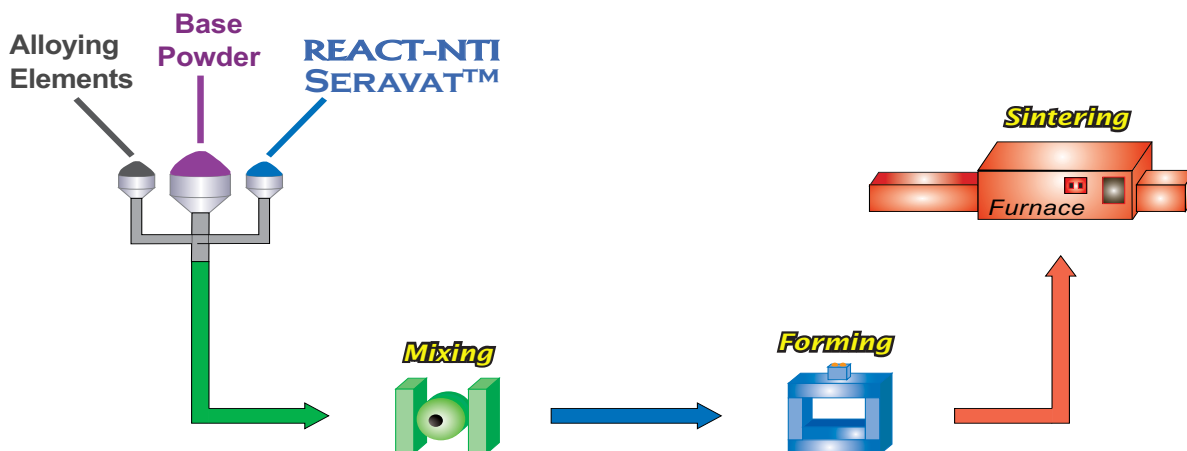 Alloying
Elements
Base
Powder
REACT-NTI
SERAVAT™
Sintering
Furnace
Mixing
Forming